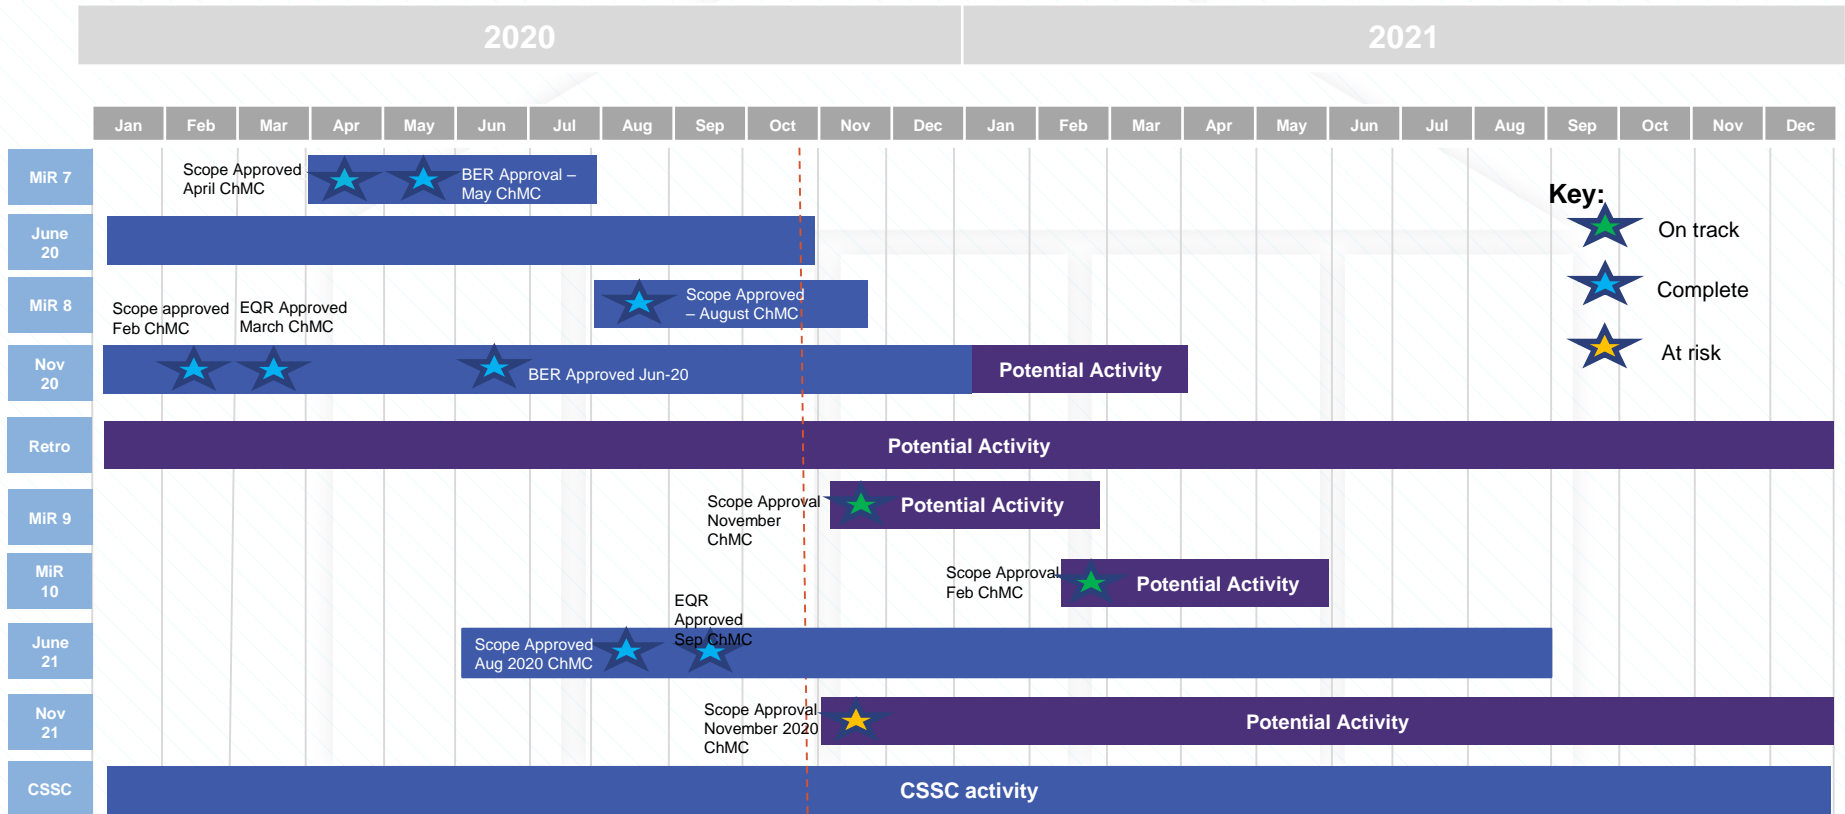 2020
2021
Jan Feb Mar Apr May Jun Jul Aug Sep Oct Nov Dec Jan Feb Mar Apr May Jun Jul Aug Sep Oct Nov Dec
MiR 7
Scope Approved
April ChMC
BER Approval –
May ChMC
Key:
On track
Complete
At risk
June
20
MiR 8
Scope Approved
– August ChMC
Scope approved
Feb ChMC
EQR Approved
March ChMC
Nov
20
BER Approved Jun-20
Potential Activity
Retro
Potential Activity
MiR 9
Scope Approval
November
ChMC
Potential Activity
MiR
10
Scope Approval
Feb ChMC
Potential Activity
June
21
Scope Approved
Aug 2020 ChMC
EQR
Approved
Sep ChMC
Nov
21
Scope Approval
November 2020
ChMC
Potential Activity
CSSC
CSSC activity